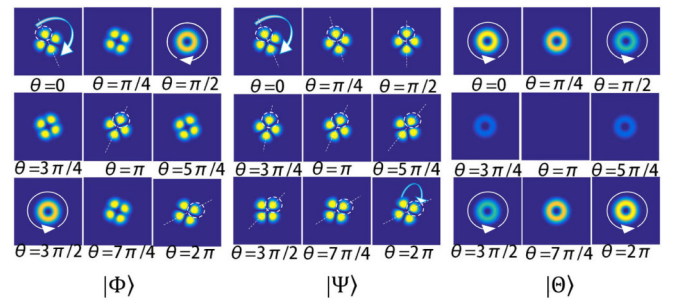 θ=0 θ=π/4 θ=π/2 θ=0 θ=π/4 θ=π/2 θ=0 θ=π/4 θ=π/2
θ=3π/4 θ=π θ=5π/4 θ=3π/4 θ=π θ=5π/4 θ=3π/4 θ=π θ=5π/4
θ=3π/2 θ=7π/4 θ=2π θ=3π/2 θ=7π/4 θ=2π θ=3π/2 θ=7π/4 θ=2π
|Φ⟩ |Ψ⟩ |Θ⟩